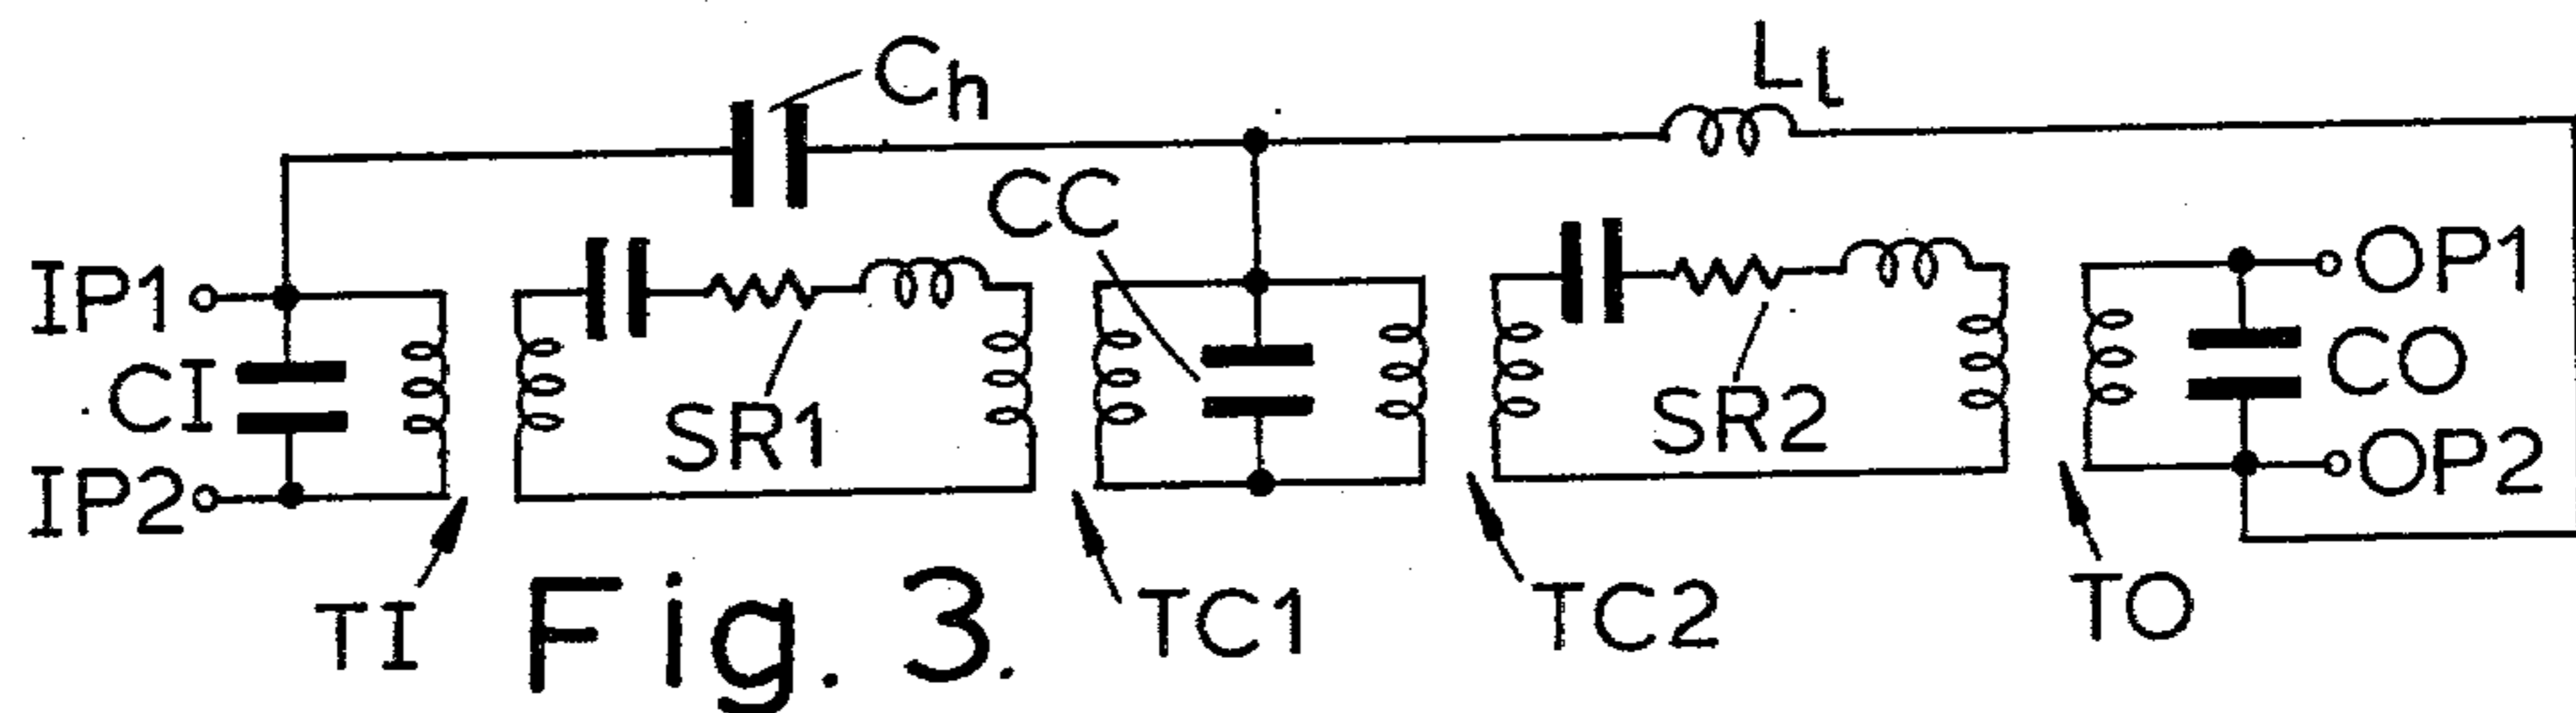 Ch
Ll
CC
IP1
OP1
CI
SR1
SR2
CO
IP2
OP2
TI
TC1
TC2
TO
Fig. 3.